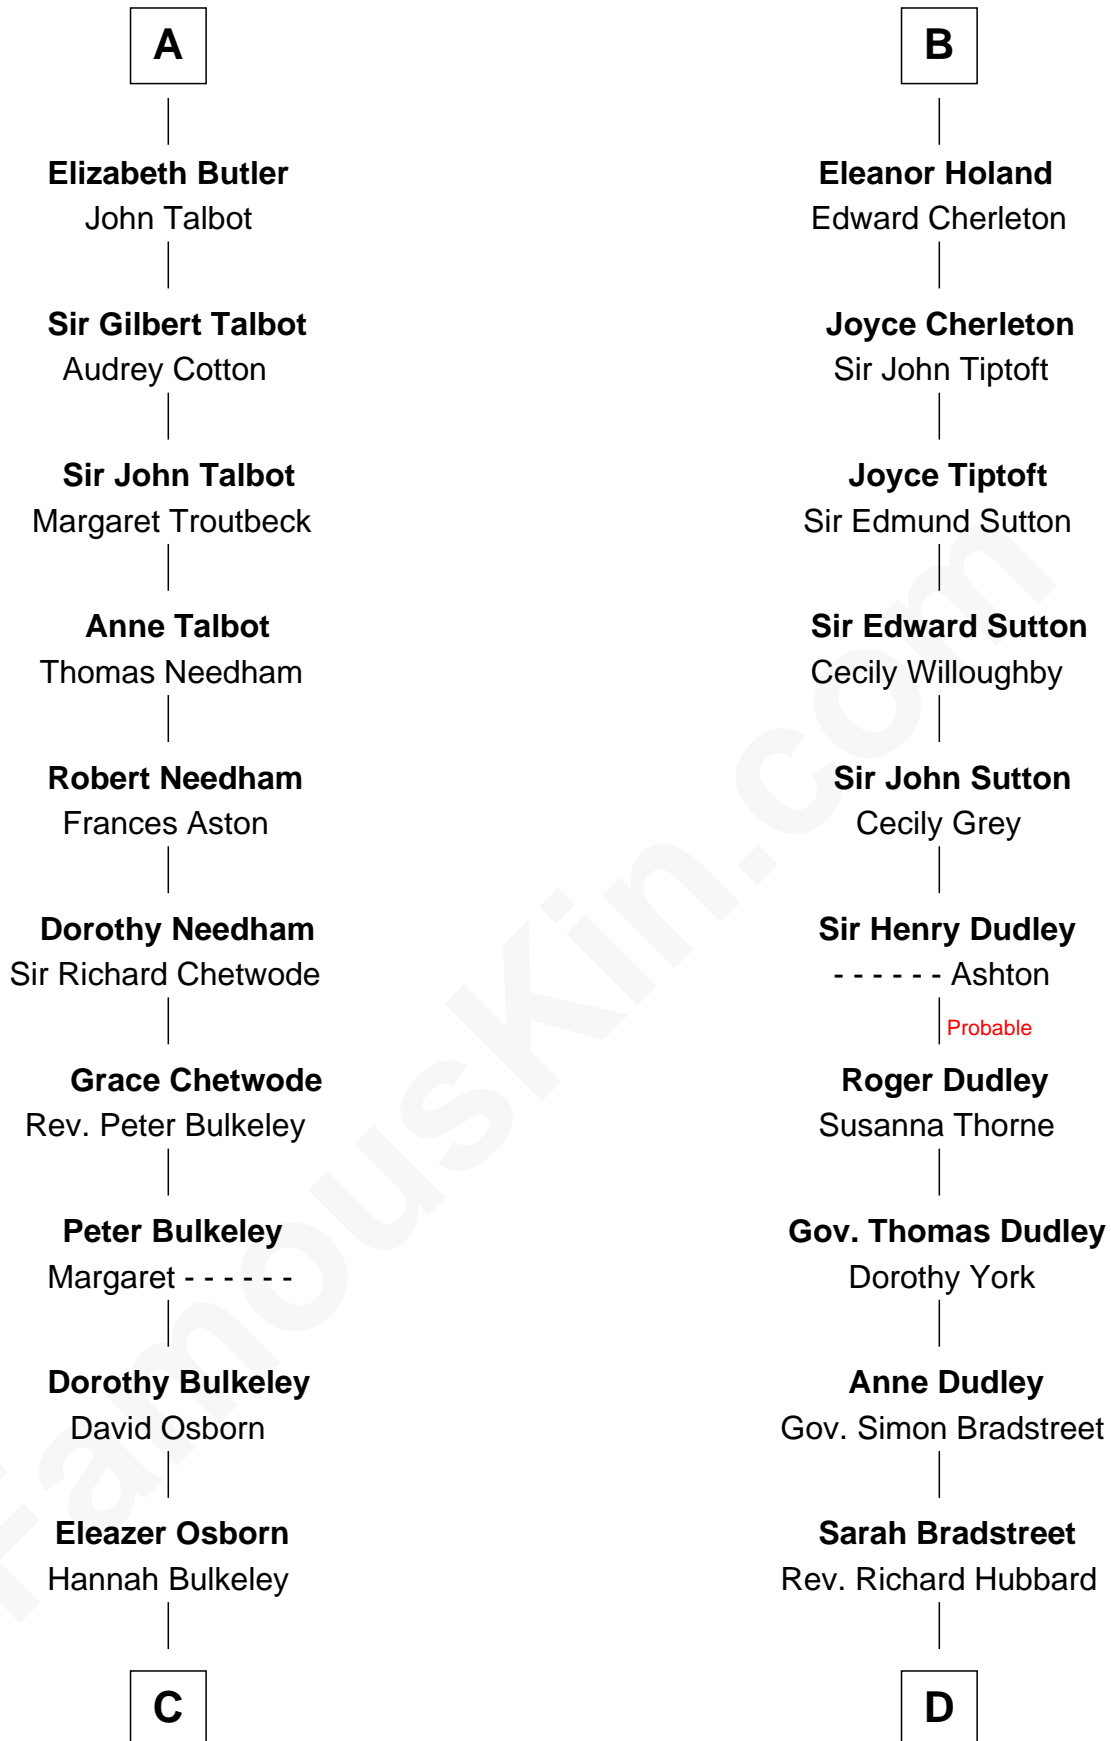 A
Elizabeth Butler
John Talbot
Sir Gilbert Talbot
Audrey Cotton
Sir John Talbot
Margaret Troutbeck
Anne Talbot
Thomas Needham
Robert Needham
Frances Aston
Dorothy Needham
Sir Richard Chetwode
Grace Chetwode
Rev. Peter Bulkeley
Peter Bulkeley
Margaret - - - - - -
Dorothy Bulkeley
David Osborn
Eleazer Osborn
Hannah Bulkeley
C
B
Eleanor Holand
Edward Cherleton
Joyce Cherleton
Sir John Tiptoft
Joyce Tiptoft
Sir Edmund Sutton
Sir Edward Sutton
Cecily Willoughby
Sir John Sutton
Cecily Grey
Sir Henry Dudley
- - - - - - Ashton
Probable
Roger Dudley
Susanna Thorne
Gov. Thomas Dudley
Dorothy York
Anne Dudley
Gov. Simon Bradstreet
Sarah Bradstreet
Rev. Richard Hubbard
D
FamousKin.com